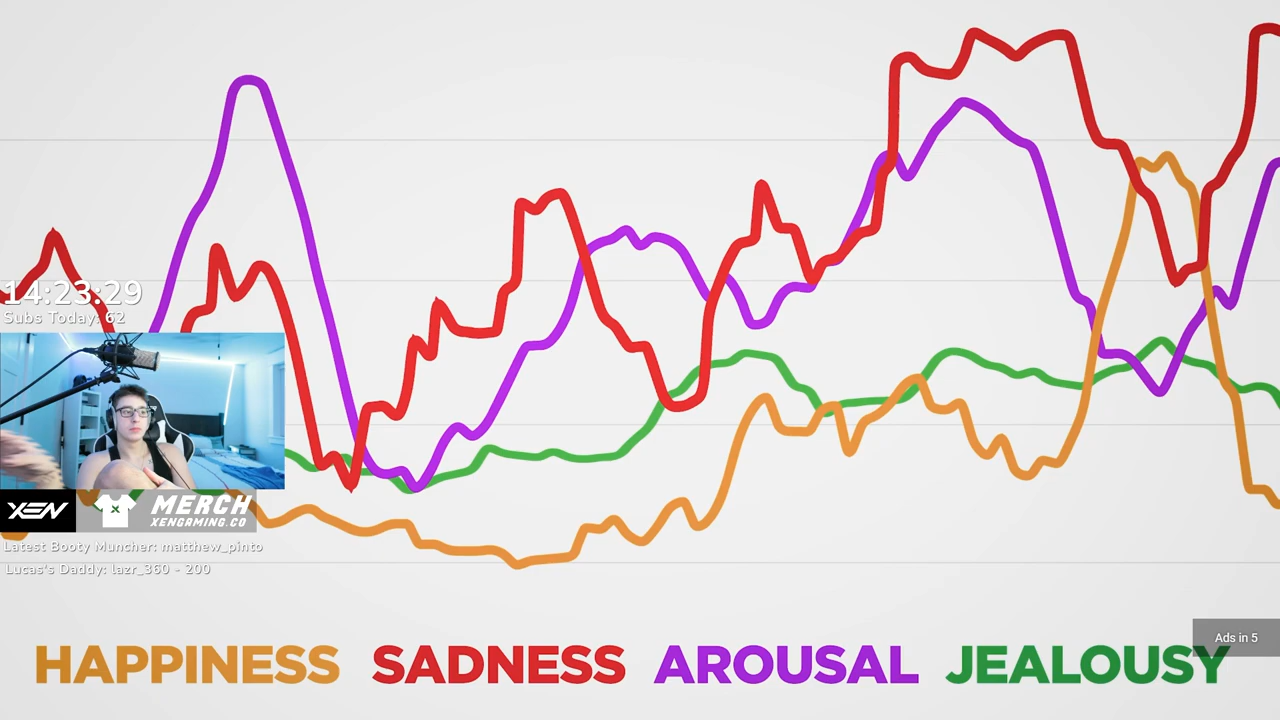 14:23:29
Subs Today: 62
XEN
MERCH
XENGAMING.CO
Latest Booty Muncher: matthew_pinto
Lucas's Daddy: lazr_360 - 200
Ads in 5
HAPPINESS SADNESS AROUSAL JEALOUSY